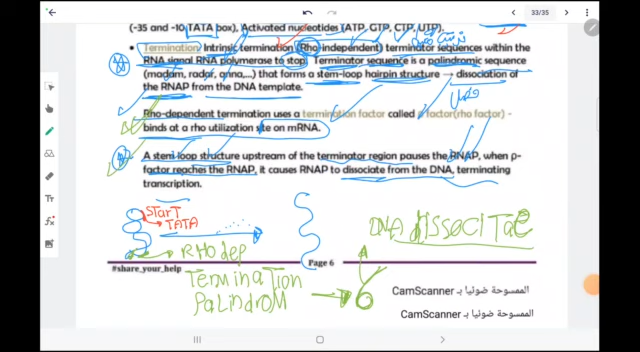 33/35
(-35 and -10 (TATA box), Activated nucleotides (ATP, GTP, CTP, UTP).
• Termination: Intrinsic termination (Rho-independent) terminator sequences within the
RNA signal RNA polymerase to stop. Terminator sequence is a palindromic sequence
(madam, radar, anna,...) that forms a stem-loop hairpin structure → dissociation of
the RNAP from the DNA template.
فصل
Rho-dependent termination uses a termination factor called ρ factor(rho factor) -
binds at a rho utilization site on mRNA.
A stem-loop structure upstream of the terminator region pauses the RNAP, when ρ-
factor reaches the RNAP, it causes RNAP to dissociate from the DNA, terminating
transcription.
STarT
TATA
DNA dISSOCITaE
RHO dep
#share_your_help
Page 6
TermInaTIon
PalIndroM
CamScanner الممسوحة ضوئيا بـ
CamScanner الممسوحة ضوئيا بـ